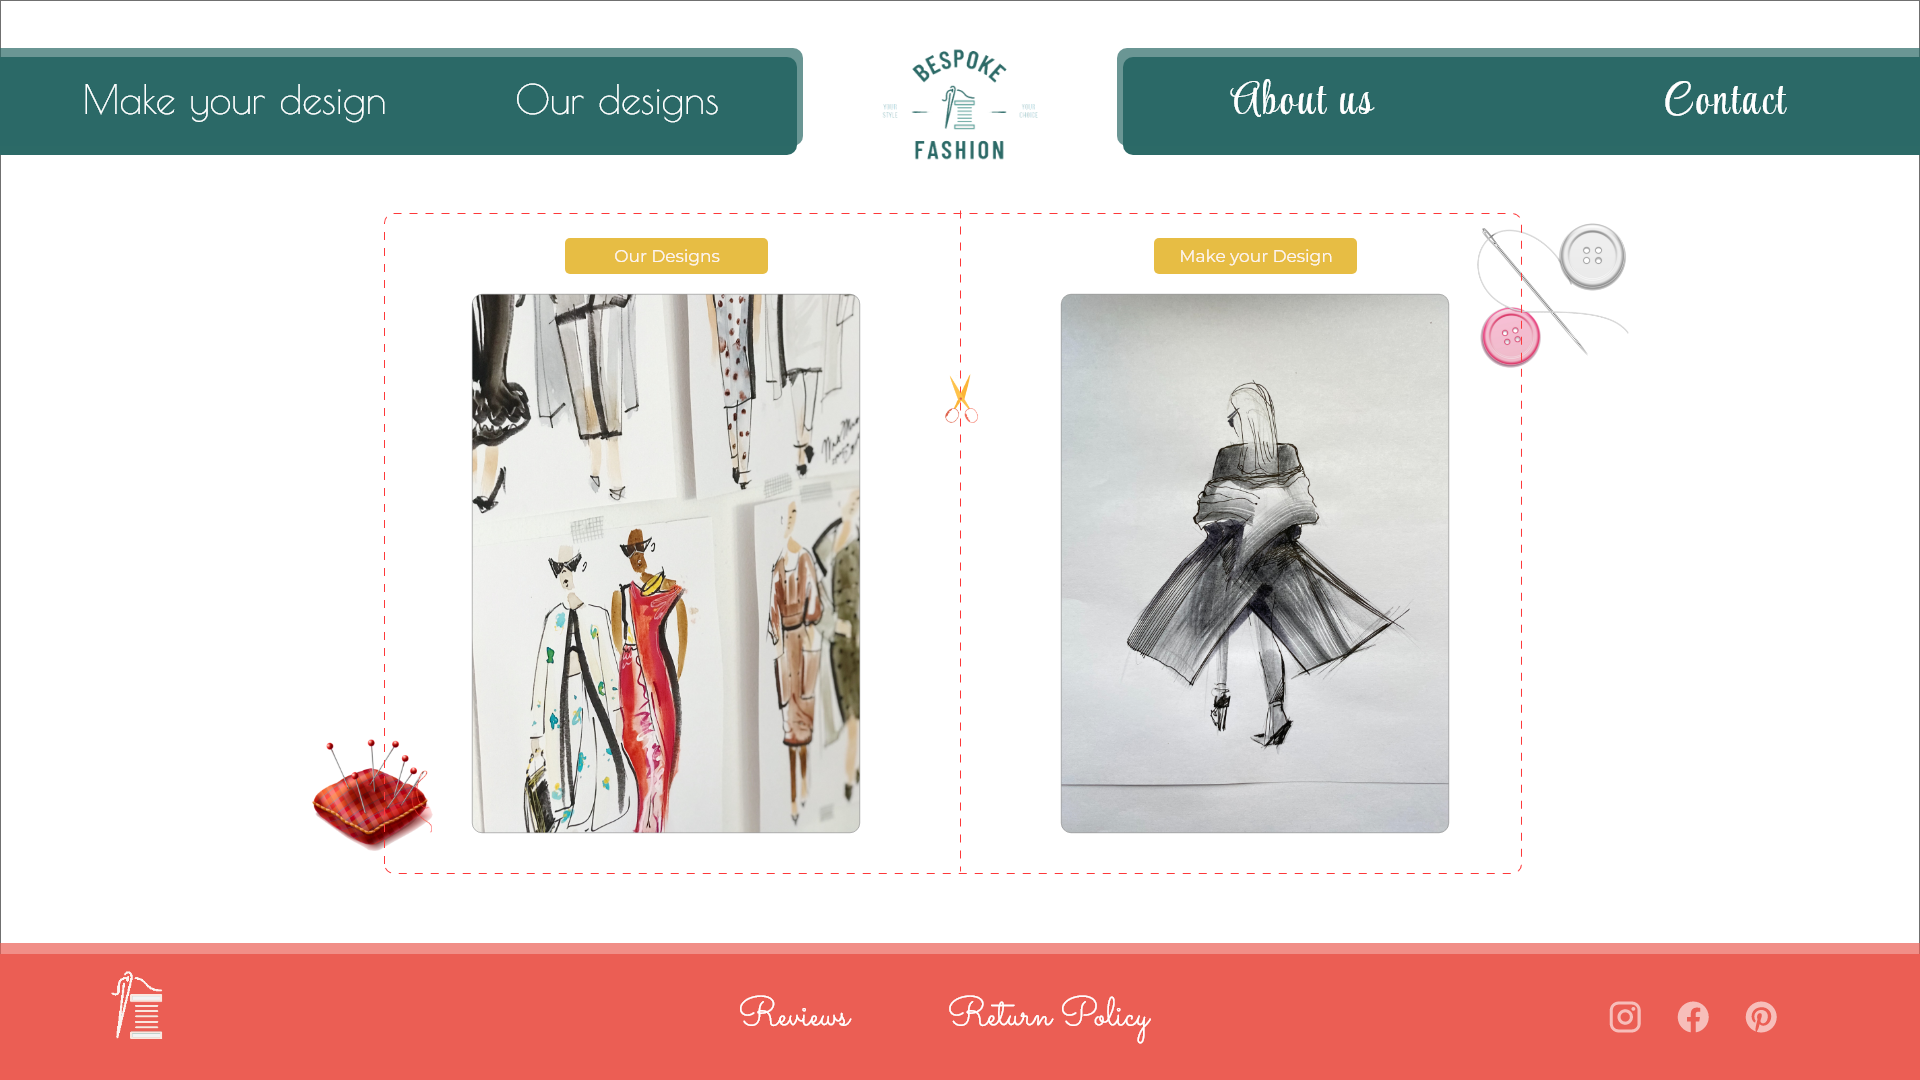 Make your design
Our designs
BESPOKE
YOUR STYLE
YOUR CHOICE
FASHION
About us
Contact
Our Designs
Make your Design
Reviews
Return Policy